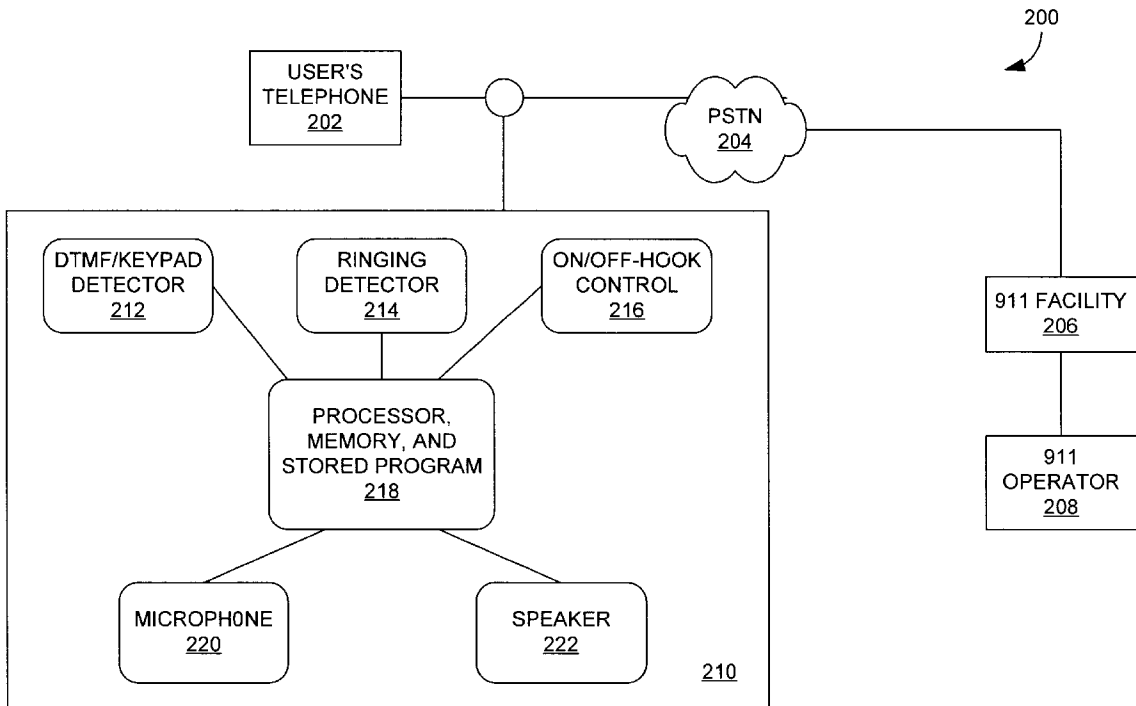 200
USER'S
TELEPHONE
202
PSTN
204
DTMF/KEYPAD
DETECTOR
212
RINGING
DETECTOR
214
ON/OFF-HOOK
CONTROL
216
911 FACILITY
206
PROCESSOR,
MEMORY, AND
STORED PROGRAM
218
911
OPERATOR
208
MICROPH0NE
220
SPEAKER
222
210